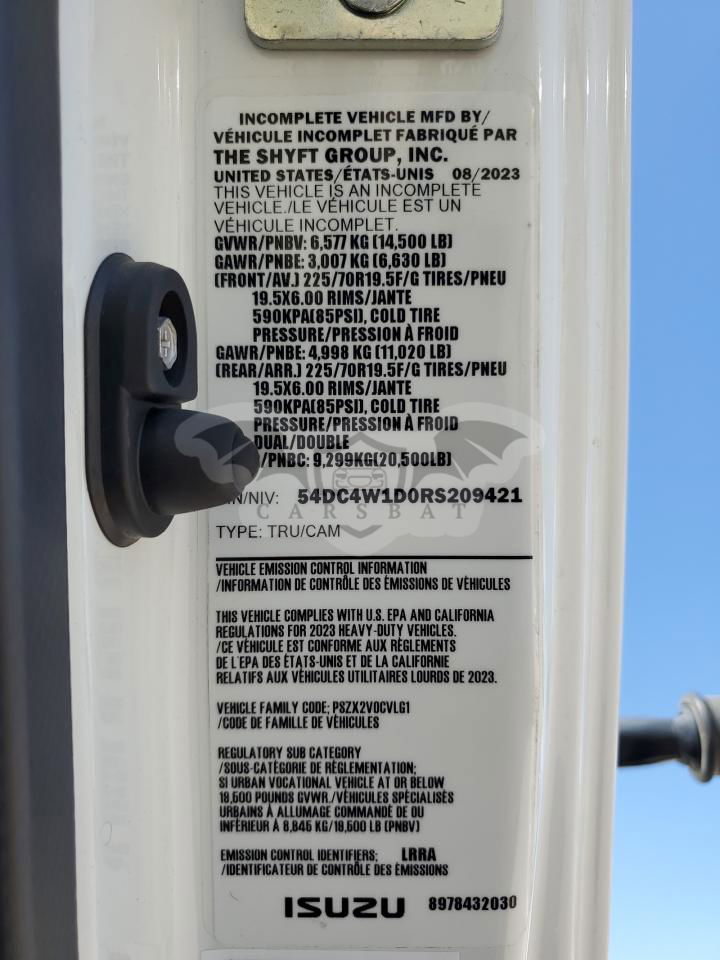 INCOMPLETE VEHICLE MFD BY/
VÉHICULE INCOMPLET FABRIQUÉ PAR
THE SHYFT GROUP, INC.
UNITED STATES/ÉTATS-UNIS 08/2023
THIS VEHICLE IS AN INCOMPLETE
VEHICLE./LE VÉHICULE EST UN
VÉHICULE INCOMPLET.
GVWR/PNBV: 6,577 KG (14,500 LB)
GAWR/PNBE: 3,007 KG (6,630 LB)
(FRONT/AV.) 225/70R19.5F/G TIRES/PNEU
19.5X6.00 RIMS/JANTE
590KPA(85PSI), COLD TIRE
PRESSURE/PRESSION À FROID
GAWR/PNBE: 4,998 KG (11,020 LB)
(REAR/ARR.) 225/70R19.5F/G TIRES/PNEU
19.5X6.00 RIMS/JANTE
590KPA(85PSI), COLD TIRE
PRESSURE/PRESSION À FROID
DUAL/DOUBLE
/PNBC: 9,299KG(20,500LB)
IN/NIV: 54DC4W1D0RS209421
CARSBAT
TYPE: TRU/CAM
VEHICLE EMISSION CONTROL INFORMATION
/INFORMATION DE CONTRÔLE DES ÉMISSIONS DE VÉHICULES
THIS VEHICLE COMPLIES WITH U.S. EPA AND CALIFORNIA
REGULATIONS FOR 2023 HEAVY-DUTY VEHICLES.
/CE VÉHICULE EST CONFORME AUX RÈGLEMENTS
DE L'EPA DES ÉTATS-UNIS ET DE LA CALIFORNIE
RELATIFS AUX VÉHICULES UTILITAIRES LOURDS DE 2023.
VEHICLE FAMILY CODE; PSZX2VOCVLG1
/CODE DE FAMILLE DE VÉHICULES
REGULATORY SUB CATEGORY
/SOUS-CATÉGORIE DE RÈGLEMENTATION;
SI URBAN VOCATIONAL VEHICLE AT OR BELOW
19,500 POUNDS GVWR./VÉHICULES SPÉCIALISÉS
URBAINS À ALLUMAGE COMMANDÉ DE OU
INFÉRIEUR À 8,845 KG/19,500 LB (PNBV)
EMISSION CONTROL IDENTIFIERS; LRRA
/IDENTIFICATEUR DE CONTRÔLE DES ÉMISSIONS
ISUZU 8978432030